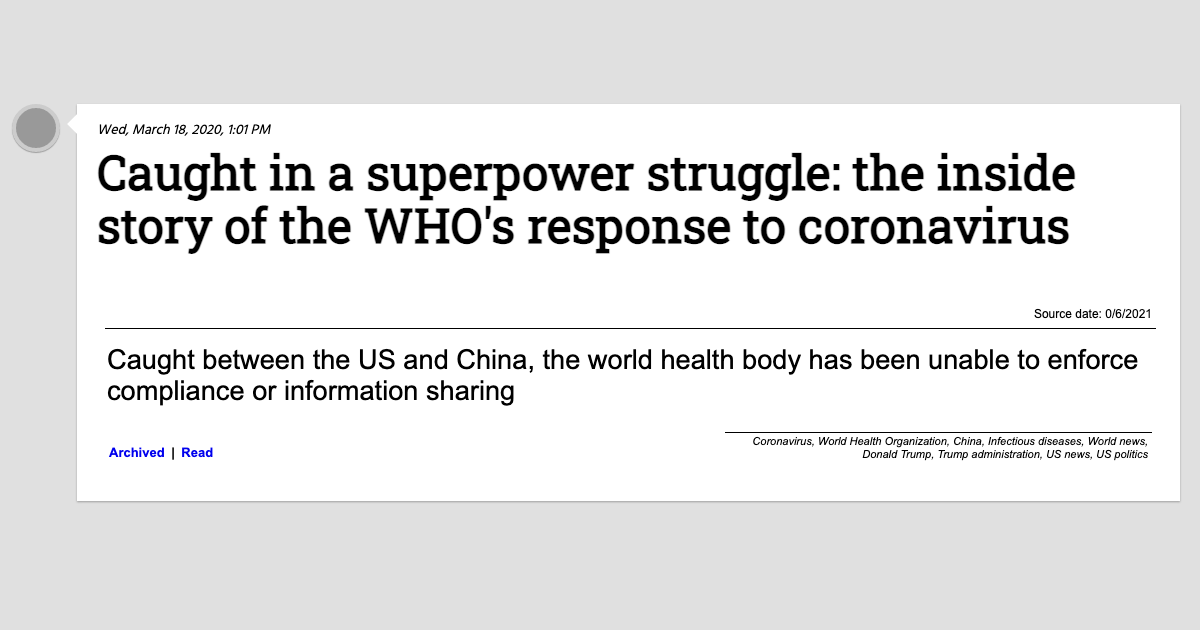 Wed, March 18, 2020, 1:01 PM
Caught in a superpower struggle: the inside
story of the WHO's response to coronavirus
Source date: 0/6/2021
Caught between the US and China, the world health body has been unable to enforce
compliance or information sharing
Coronavirus, World Health Organization, China, Infectious diseases, World news,
Donald Trump, Trump administration, US news, US politics
Archived | Read